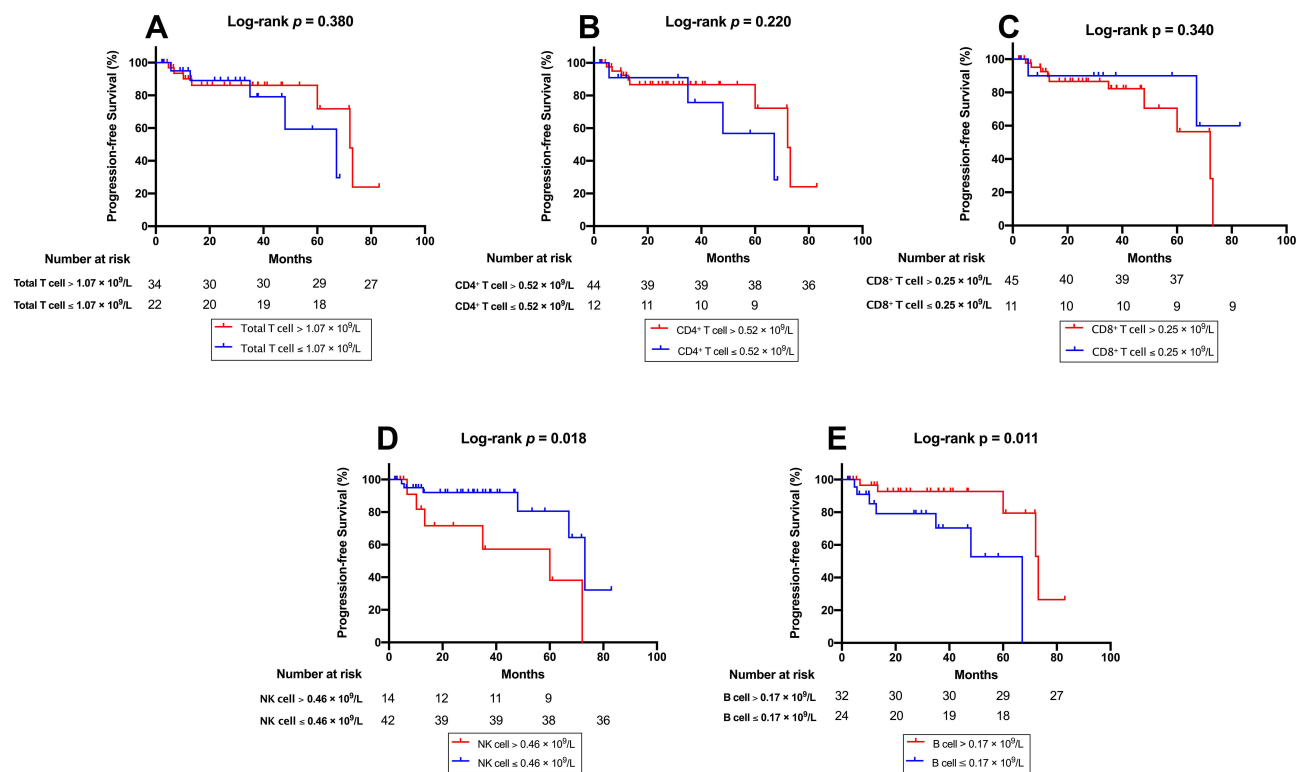 A
Log-rank p = 0.380
Progression-free Survival (%)
100
80
60
40
20
0
0 20 40 60 80 100
Months
Number at risk
Total T cell > 1.07 × 10⁹/L 34 30 30 29 27
Total T cell ≤ 1.07 × 10⁹/L 22 20 19 18
Total T cell > 1.07 × 10⁹/L
Total T cell ≤ 1.07 × 10⁹/L
B
Log-rank p = 0.220
Progression-free Survival (%)
100
80
60
40
20
0
0 20 40 60 80 100
Months
Number at risk
CD4⁺ T cell > 0.52 × 10⁹/L 44 39 39 38 36
CD4⁺ T cell ≤ 0.52 × 10⁹/L 12 11 10 9
CD4⁺ T cell > 0.52 × 10⁹/L
CD4⁺ T cell ≤ 0.52 × 10⁹/L
C
Log-rank p = 0.340
Progression-free Survival (%)
100
80
60
40
20
0
0 20 40 60 80 100
Months
Number at risk
CD8⁺ T cell > 0.25 × 10⁹/L 45 40 39 37
CD8⁺ T cell ≤ 0.25 × 10⁹/L 11 10 10 9 9
CD8⁺ T cell > 0.25 × 10⁹/L
CD8⁺ T cell ≤ 0.25 × 10⁹/L
D
Log-rank p = 0.018
Progression-free Survival (%)
100
80
60
40
20
0
0 20 40 60 80 100
Months
Number at risk
NK cell > 0.46 × 10⁹/L 14 12 11 9
NK cell ≤ 0.46 × 10⁹/L 42 39 39 38 36
NK cell > 0.46 × 10⁹/L
NK cell ≤ 0.46 × 10⁹/L
E
Log-rank p = 0.011
Progression-free Survival (%)
100
80
60
40
20
0
0 20 40 60 80 100
Months
Number at risk
B cell > 0.17 × 10⁹/L 32 30 30 29 27
B cell ≤ 0.17 × 10⁹/L 24 20 19 18
B cell > 0.17 × 10⁹/L
B cell ≤ 0.17 × 10⁹/L